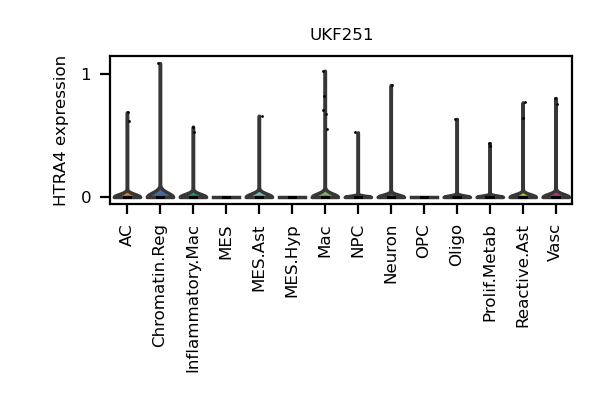 UKF251
HTRA4 expression
1
0
AC
Chromatin.Reg
Inflammatory.Mac
MES
MES.Ast
MES.Hyp
Mac
NPC
Neuron
OPC
Oligo
Prolif.Metab
Reactive.Ast
Vasc